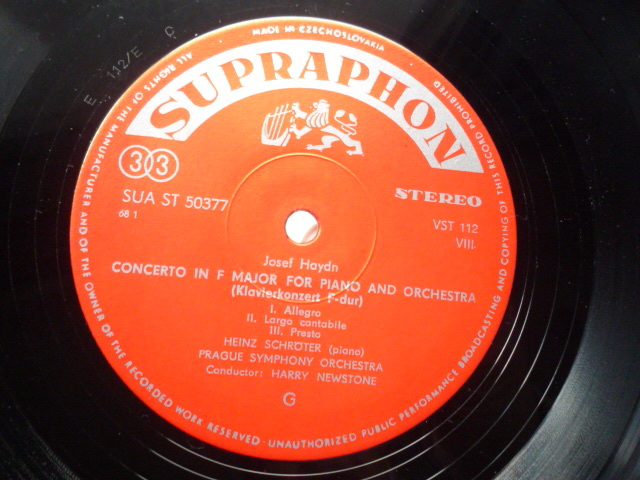 MADE IN CZECHOSLOVAKIA
ALL RIGHTS OF THE MANUFACTURER AND OF THE OWNER OF THE RECORDED WORK RESERVED · UNAUTHORIZED PUBLIC PERFORMANCE BROADCASTING AND COPYING OF THIS RECORD PROHIBITED
SUPRAPHON
33
SUA ST 50377
68 1
STEREO
VST 112
VIII.
Josef Haydn
CONCERTO IN F MAJOR FOR PIANO AND ORCHESTRA
(Klavierkonzert F-dur)
I. Allegro
II. Largo cantabile
III. Presto
HEINZ SCHRÖTER (piano)
PRAGUE SYMPHONY ORCHESTRA
Conductor: HARRY NEWSTONE
G